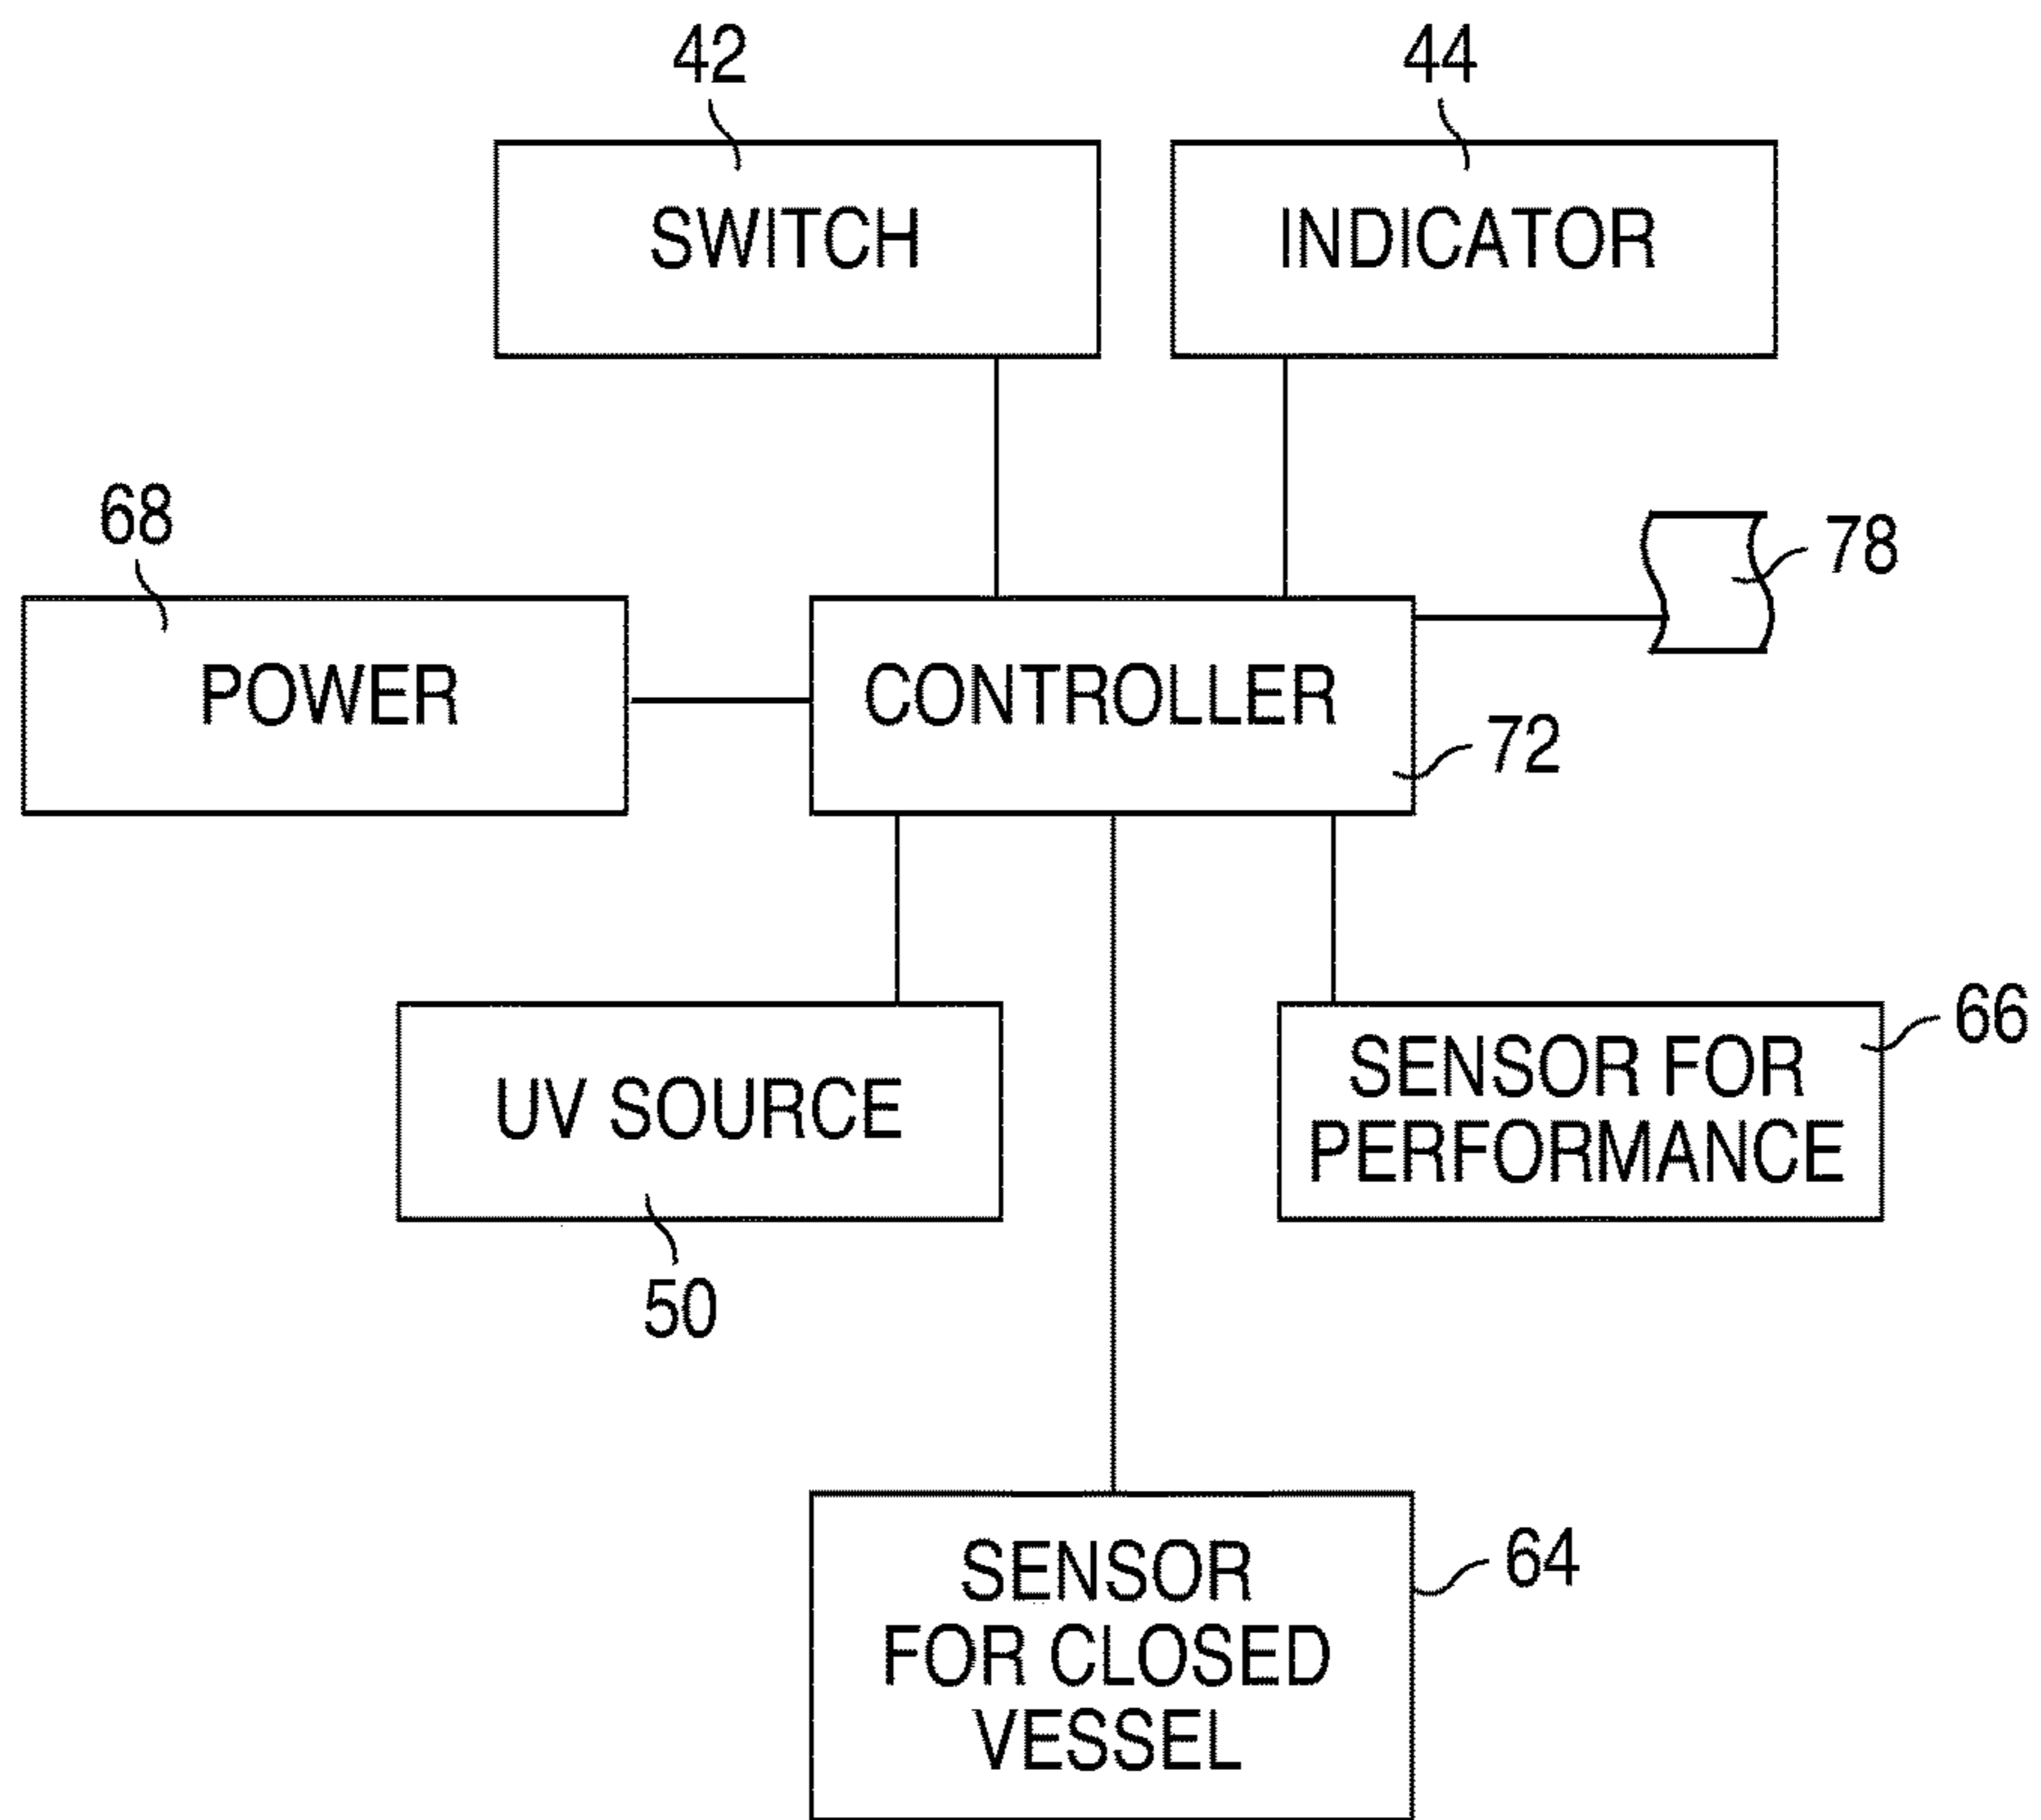 42
44
SWITCH
INDICATOR
68
78
POWER
CONTROLLER
72
UV SOURCE
50
SENSOR FOR
PERFORMANCE
66
SENSOR
FOR CLOSED
VESSEL
64